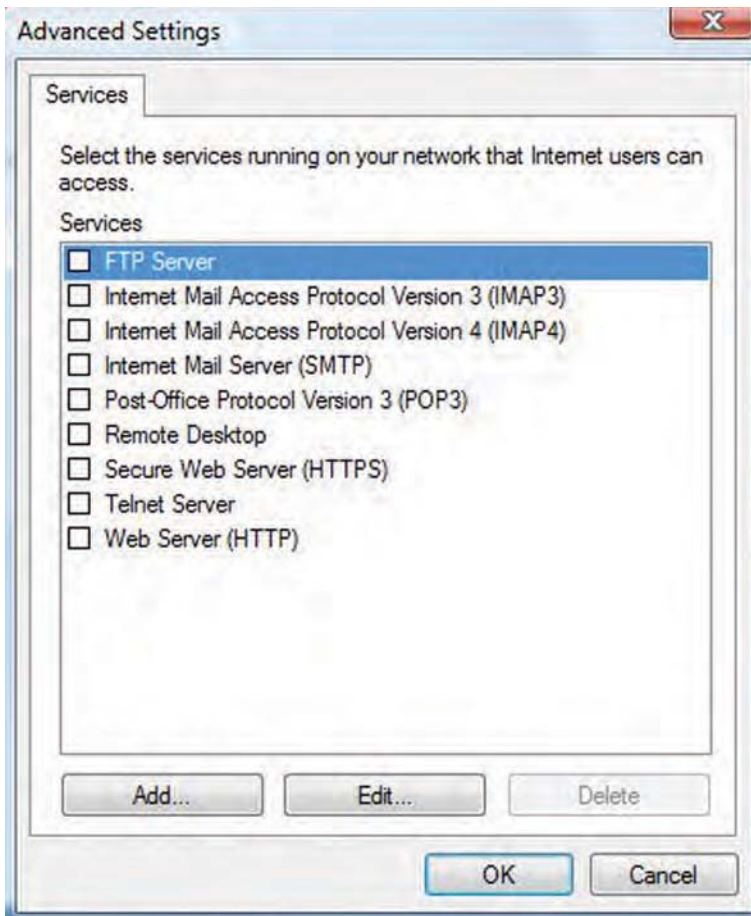 Advanced Settings
Services
Select the services running on your network that Internet users can
access.
Services
FTP Server
Internet Mail Access Protocol Version 3 (IMAP3)
Internet Mail Access Protocol Version 4 (IMAP4)
Internet Mail Server (SMTP)
Post-Office Protocol Version 3 (POP3)
Remote Desktop
Secure Web Server (HTTPS)
Telnet Server
Web Server (HTTP)
Add... Edit... Delete
OK Cancel